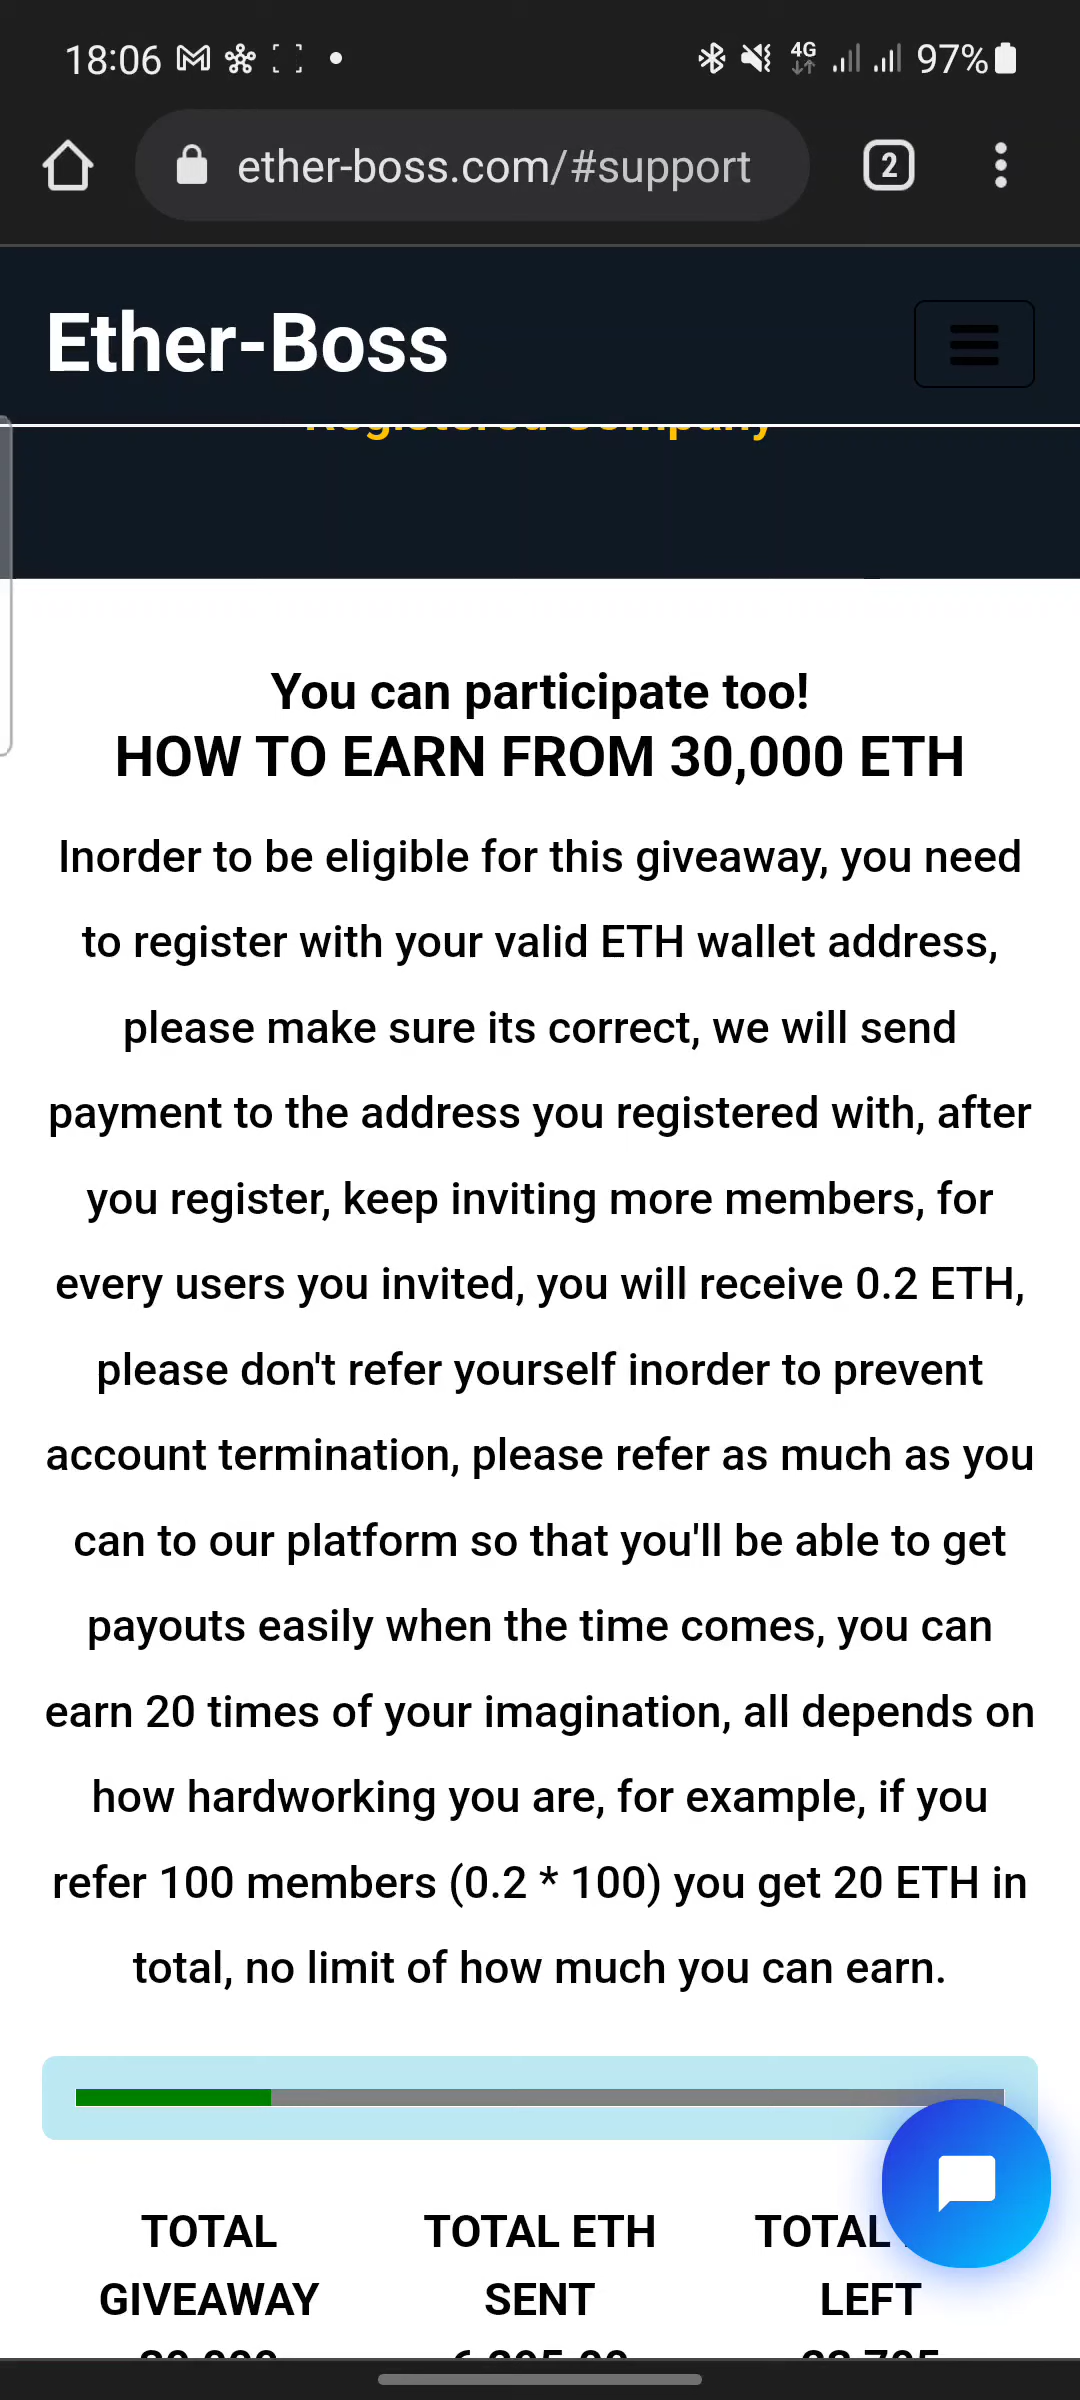 18:06
4G
97%
ether-boss.com/#support
2
Ether-Boss
Registered Company
You can participate too!
HOW TO EARN FROM 30,000 ETH
Inorder to be eligible for this giveaway, you need
to register with your valid ETH wallet address,
please make sure its correct, we will send
payment to the address you registered with, after
you register, keep inviting more members, for
every users you invited, you will receive 0.2 ETH,
please don't refer yourself inorder to prevent
account termination, please refer as much as you
can to our platform so that you'll be able to get
payouts easily when the time comes, you can
earn 20 times of your imagination, all depends on
how hardworking you are, for example, if you
refer 100 members (0.2 * 100) you get 20 ETH in
total, no limit of how much you can earn.
TOTAL GIVEAWAY
TOTAL ETH SENT
TOTAL LEFT